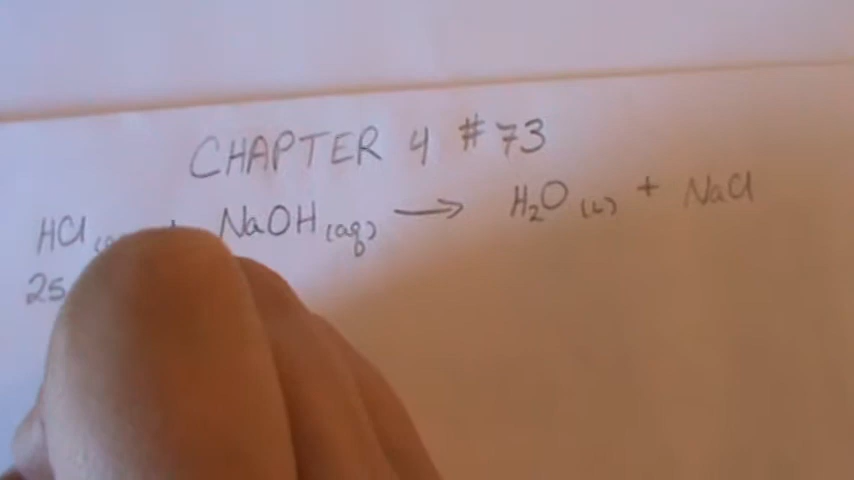 CHAPTER 4 #73
HCl + NaOH (aq) → H₂O (L) + NaCl
25